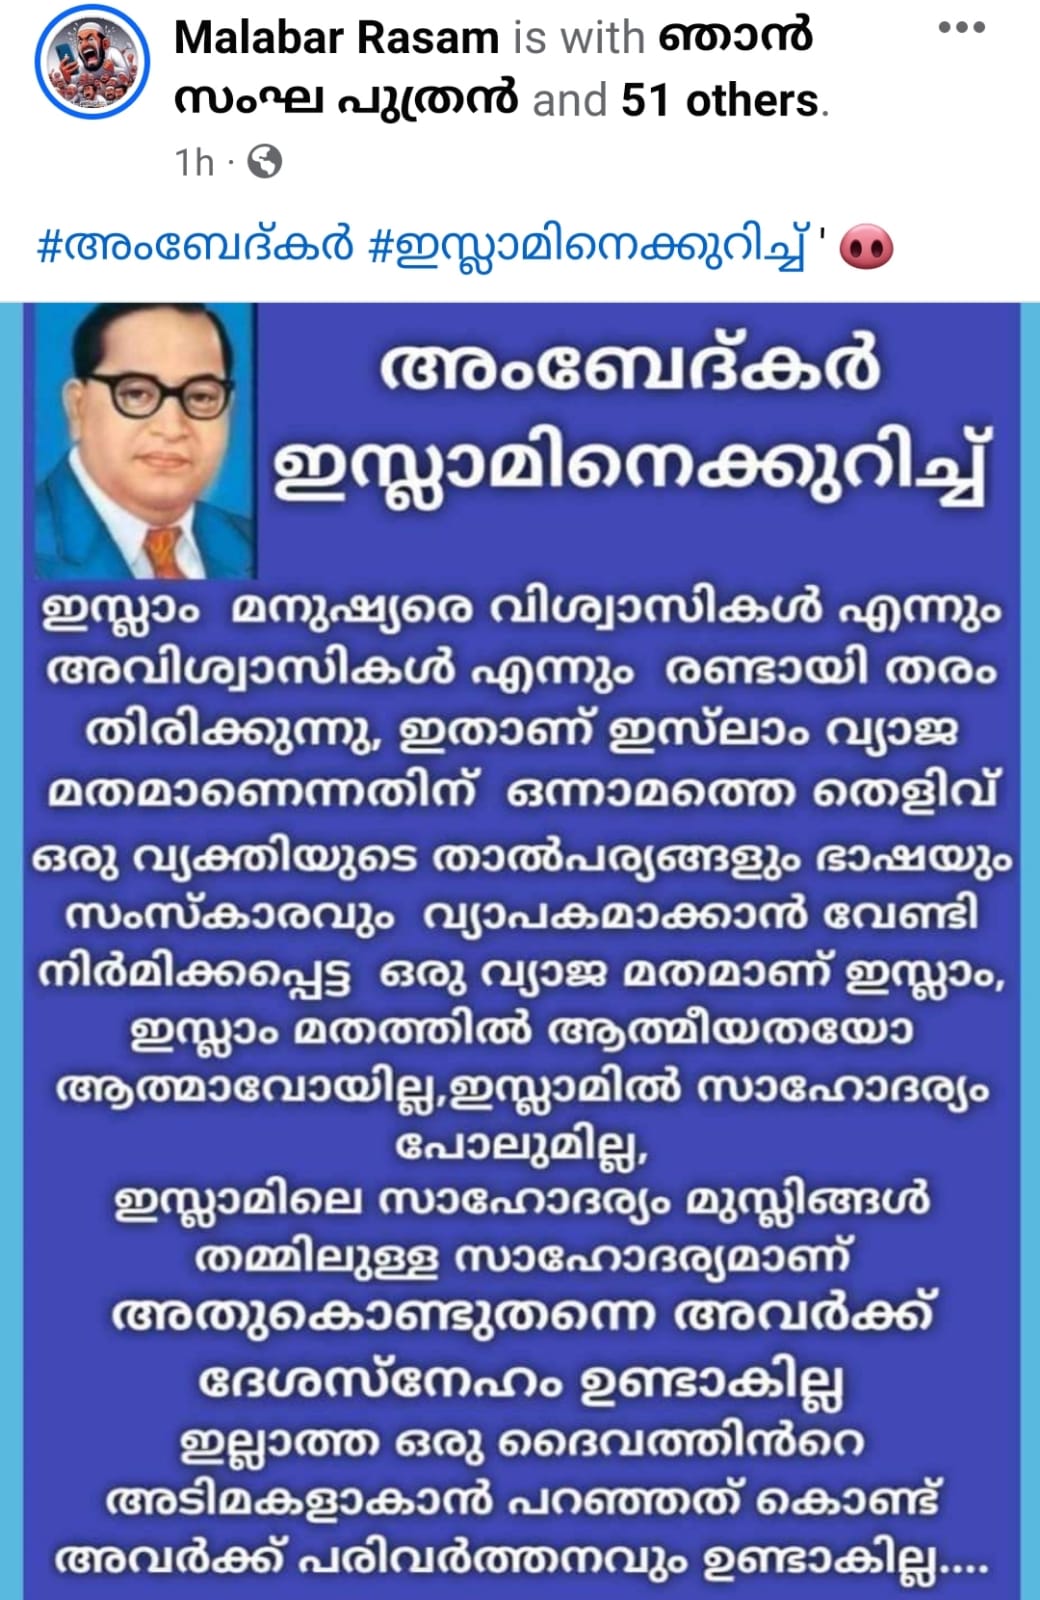 Malabar Rasam is with ഞാൻ
സംഘ പുത്രൻ and 51 others.
1h ·
#അംബേദ്കർ #ഇസ്ലാമിനെക്കുറിച്ച് '
അംബേദ്കർ
ഇസ്ലാമിനെക്കുറിച്ച്
ഇസ്ലാം മനുഷ്യരെ വിശ്വാസികൾ എന്നും
അവിശ്വാസികൾ എന്നും രണ്ടായി തരം
തിരിക്കുന്നു, ഇതാണ് ഇസ്‌ലാം വ്യാജ
മതമാണെന്നതിന് ഒന്നാമത്തെ തെളിവ്
ഒരു വ്യക്തിയുടെ താൽപര്യങ്ങളും ഭാഷയും
സംസ്കാരവും വ്യാപകമാക്കാൻ വേണ്ടി
നിർമിക്കപ്പെട്ട ഒരു വ്യാജ മതമാണ് ഇസ്ലാം,
ഇസ്ലാം മതത്തിൽ ആത്മീയതയോ
ആത്മാവോയില്ല,ഇസ്ലാമിൽ സാഹോദര്യം
പോലുമില്ല,
ഇസ്ലാമിലെ സാഹോദര്യം മുസ്ലിങ്ങൾ
തമ്മിലുള്ള സാഹോദര്യമാണ്
അതുകൊണ്ടുതന്നെ അവർക്ക്
ദേശസ്നേഹം ഉണ്ടാകില്ല
ഇല്ലാത്ത ഒരു ദൈവത്തിൻറെ
അടിമകളാകാൻ പറഞ്ഞത് കൊണ്ട്
അവർക്ക് പരിവർത്തനവും ഉണ്ടാകില്ല....